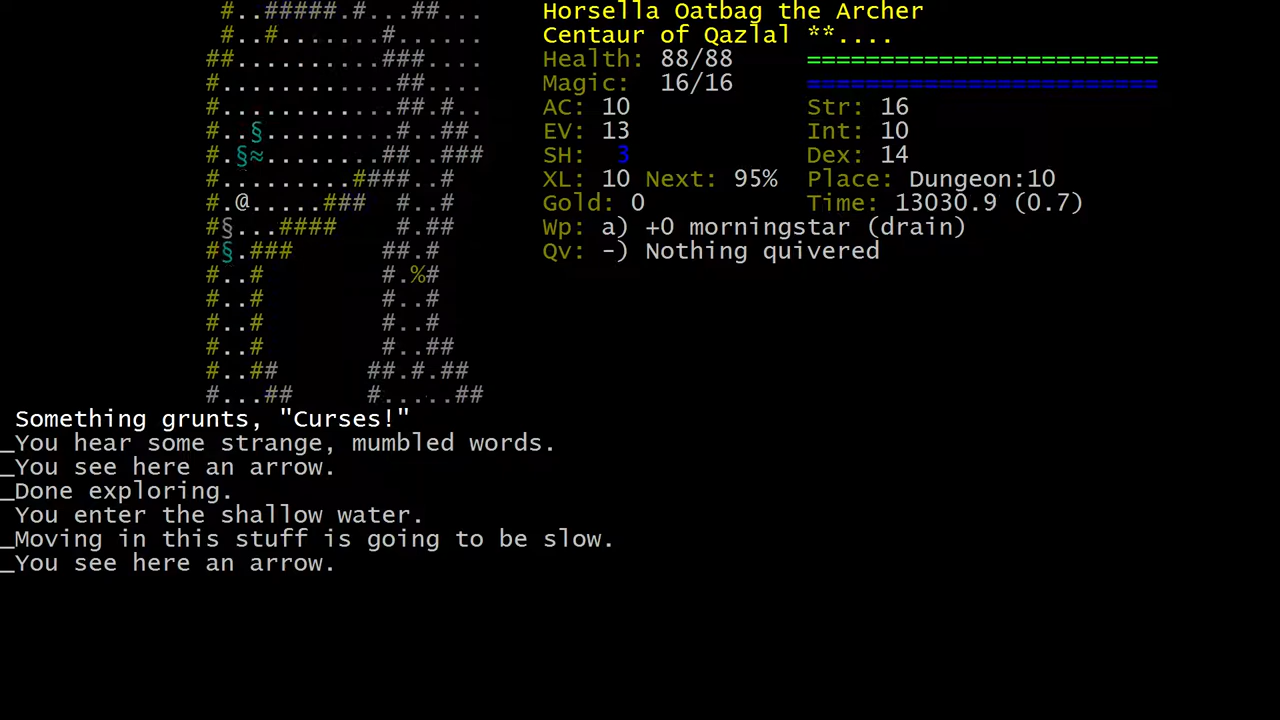 #..#####.#...##...
#..#.......#......
##...........###....
#.............##....
#.............##.#..
#..§.........#..##.
#.§≈........##..###
#.........####..#
#.@.....###  #..#
#§...####    #.##
#§.###      ##.#
#..#        #.%#
#..#        #..#
#..#        #..#
#..#        #..##
#..##      ##.#.##
#...##     #.....##
Horsella Oatbag the Archer
Centaur of Qazlal **....
Health: 88/88 ========================
Magic: 16/16 ========================
AC: 10 Str: 16
EV: 13 Int: 10
SH: 3 Dex: 14
XL: 10 Next: 95% Place: Dungeon:10
Gold: 0 Time: 13030.9 (0.7)
Wp: a) +0 morningstar (drain)
Qv: -) Nothing quivered
Something grunts, "Curses!"
_You hear some strange, mumbled words.
_You see here an arrow.
_Done exploring.
You enter the shallow water.
_Moving in this stuff is going to be slow.
_You see here an arrow.